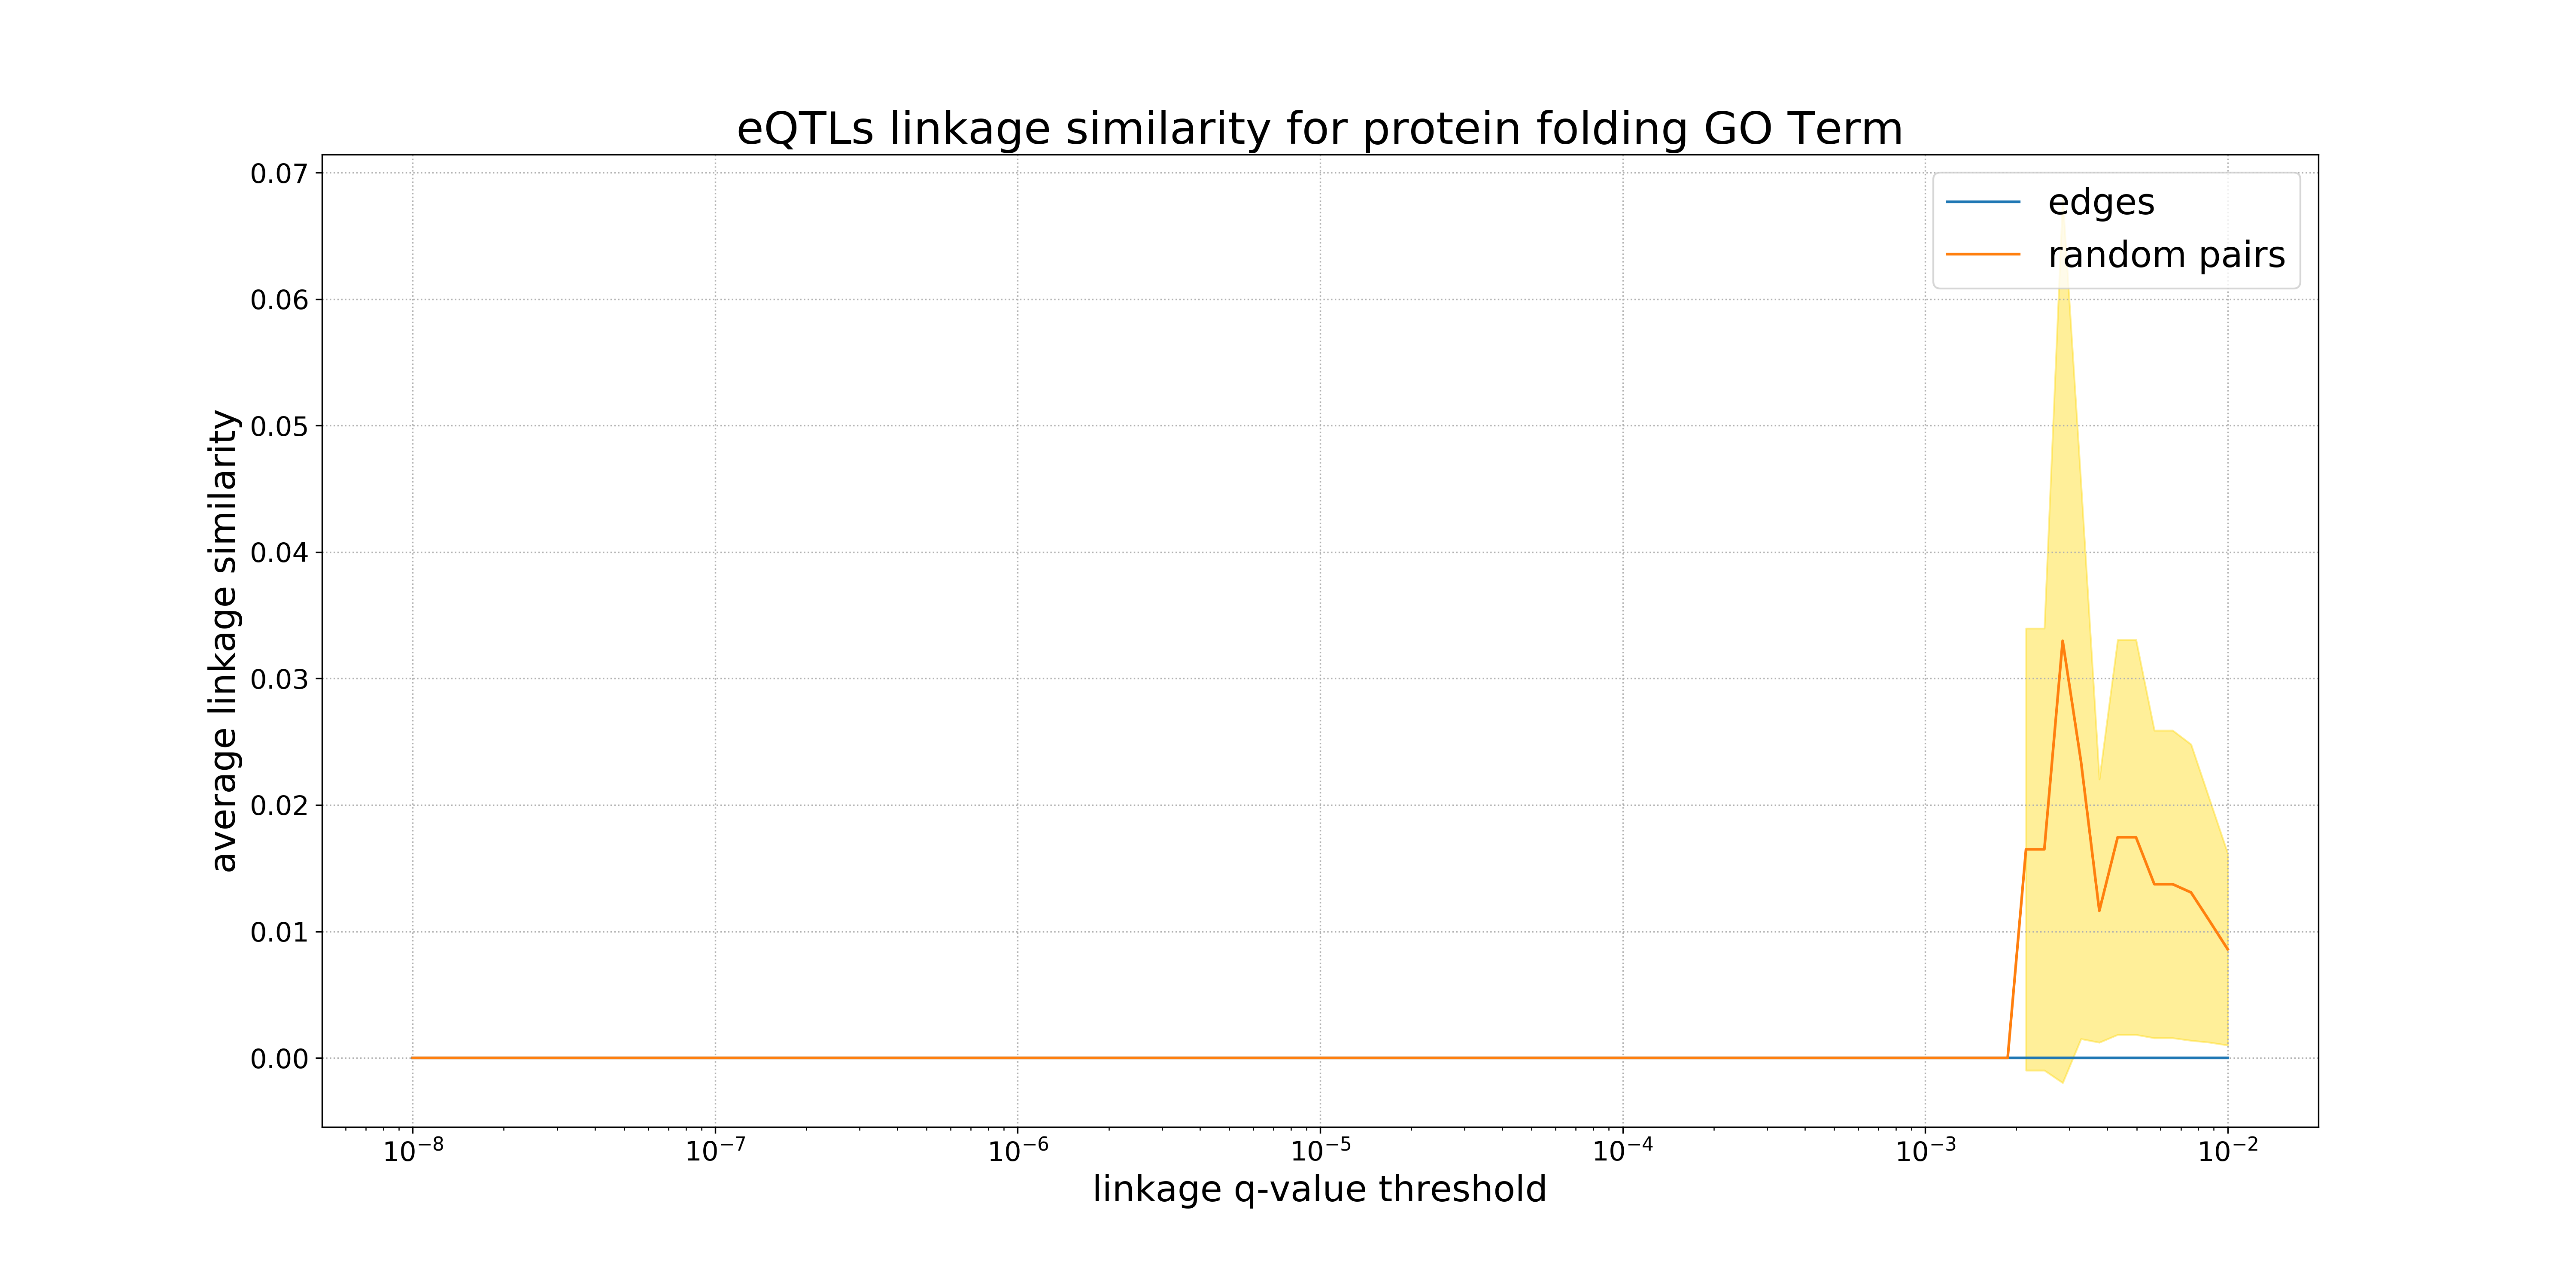 eQTLs linkage similarity for protein folding GO Term
edges
random pairs
average linkage similarity
0.07
0.06
0.05
0.04
0.03
0.02
0.01
0.00
10⁻⁸ 10⁻⁷ 10⁻⁶ 10⁻⁵ 10⁻⁴ 10⁻³ 10⁻²
linkage q-value threshold